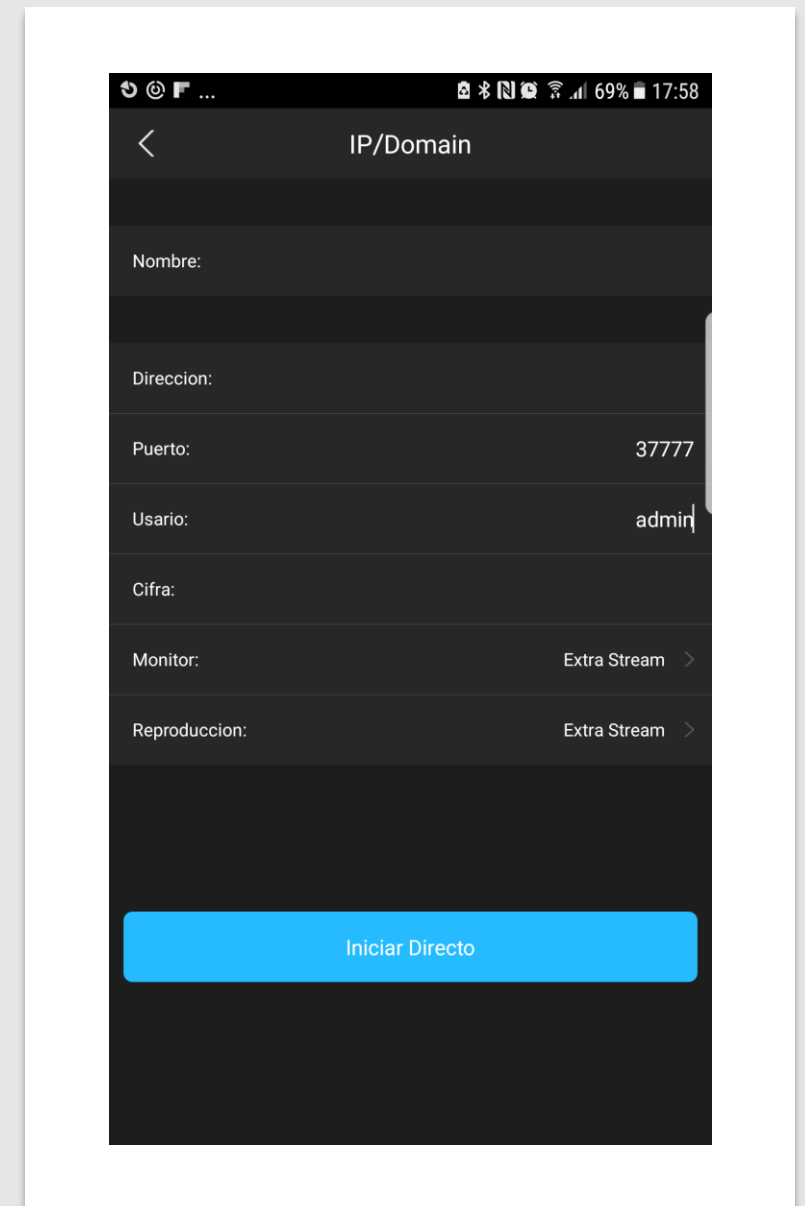 ... 69% 17:58
IP/Domain
Nombre:
Direccion:
Puerto: 37777
Usario: admin
Cifra:
Monitor: Extra Stream
Reproduccion: Extra Stream
Iniciar Directo